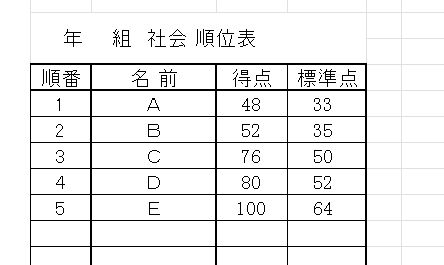 年　組 社会 順位表
順番 名 前 得点 標準点
1 A 48 33
2 B 52 35
3 C 76 50
4 D 80 52
5 E 100 64